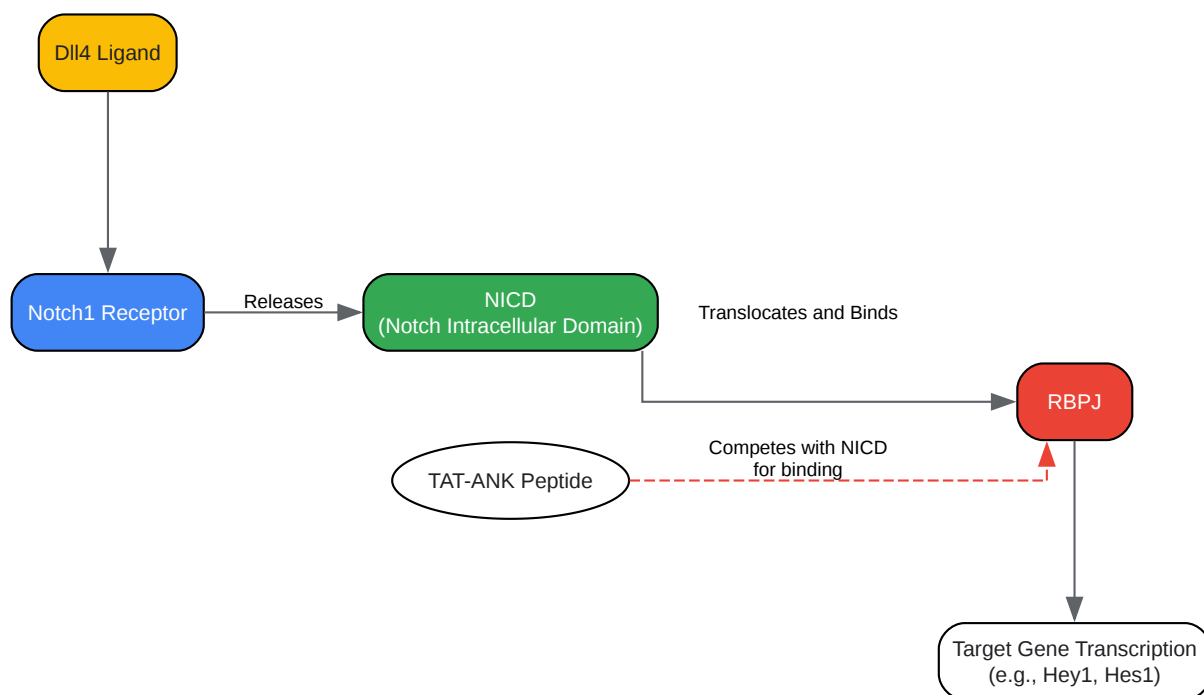 Dll4 Ligand
Notch1 Receptor
Releases
NICD
(Notch Intracellular Domain)
Translocates and Binds
RBPJ
Competes with NICD
for binding
TAT-ANK Peptide
Target Gene Transcription
(e.g., Hey1, Hes1)